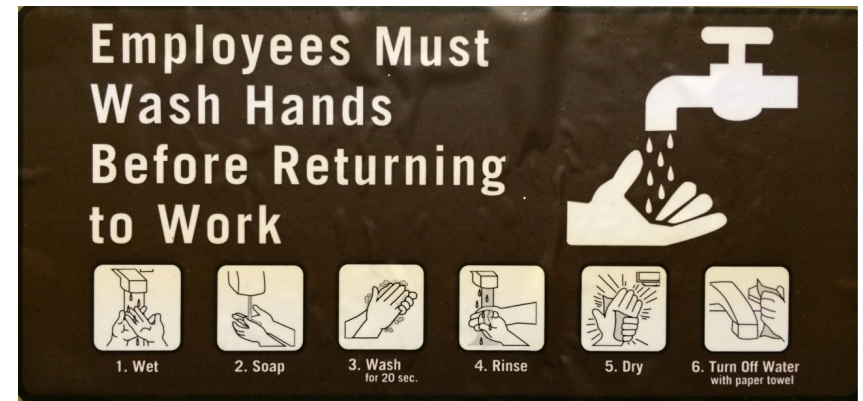 Employees Must
Wash Hands
Before Returning
to Work
1. Wet
2. Soap
3. Wash
for 20 sec.
4. Rinse
5. Dry
6. Turn Off Water
with paper towel